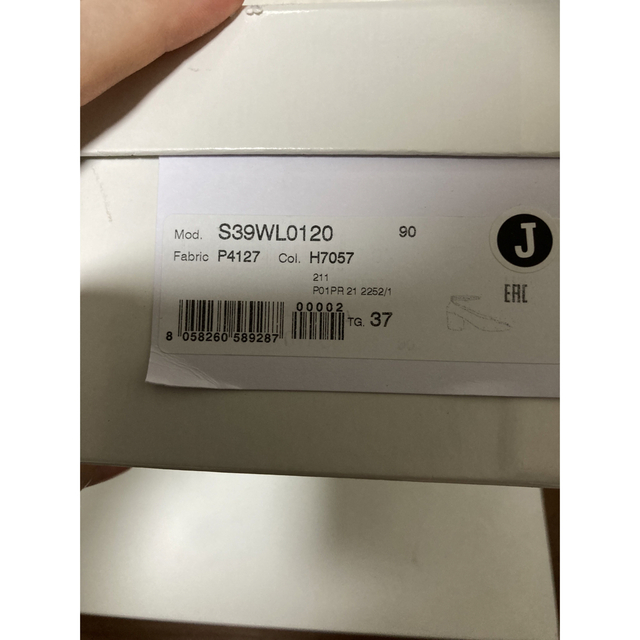 Mod. S39WL0120 90
Fabric P4127 Col. H7057
211
P01PR 21 2252/1
00002
TG. 37
8 058260 589287
J
EAC